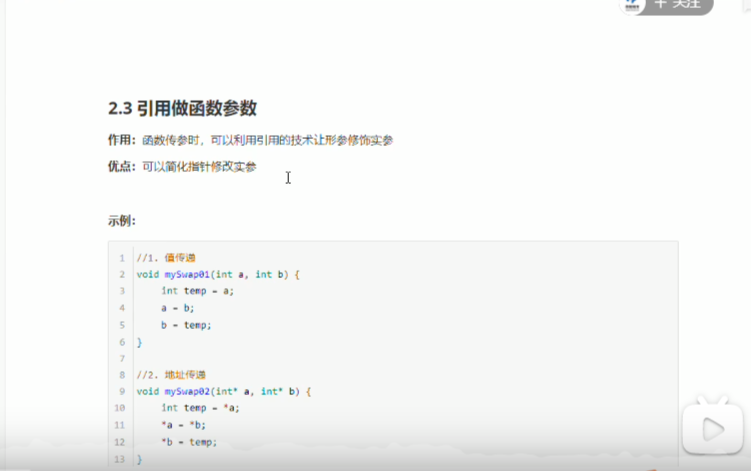 + 关注
2.3 引用做函数参数
作用：函数传参时，可以利用引用的技术让形参修饰实参
优点：可以简化指针修改实参
示例：
1 //1. 值传递
2 void mySwap01(int a, int b) {
3 int temp = a;
4 a = b;
5 b = temp;
6 }
7
8 //2. 地址传递
9 void mySwap02(int* a, int* b) {
10 int temp = *a;
11 *a = *b;
12 *b = temp;
13 }